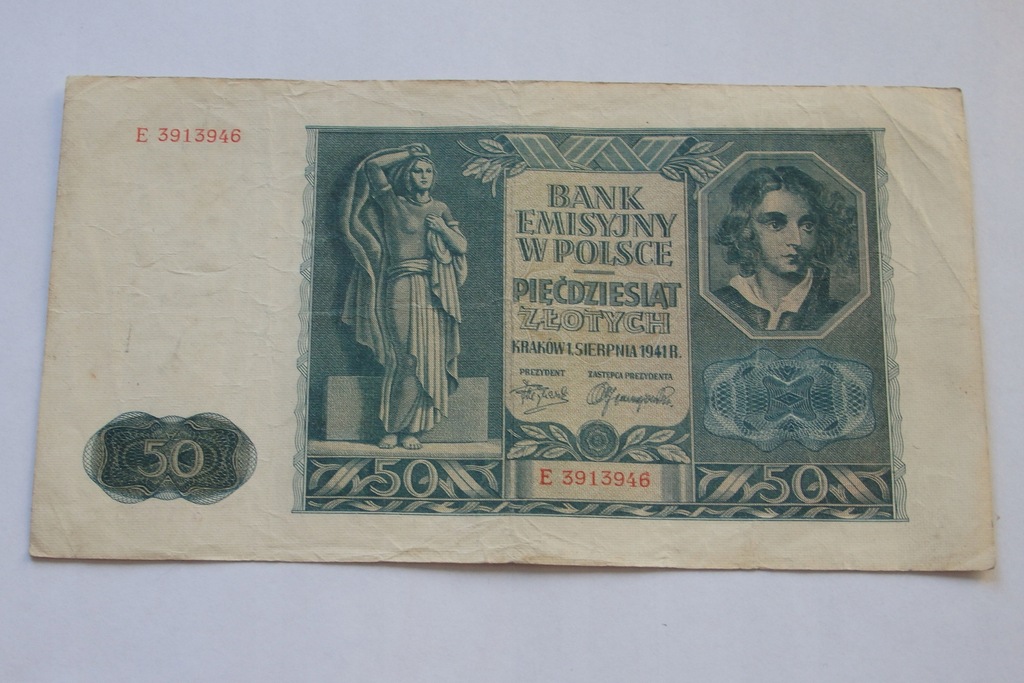 E 3913946
BANK
EMISYJNY
W POLSCE
PIĘĆDZIESIĄT
ZŁOTYCH
KRAKÓW 1. SIERPNIA 1941 R.
PREZYDENT ZASTĘPCA PREZYDENTA
50
50
E 3913946
50